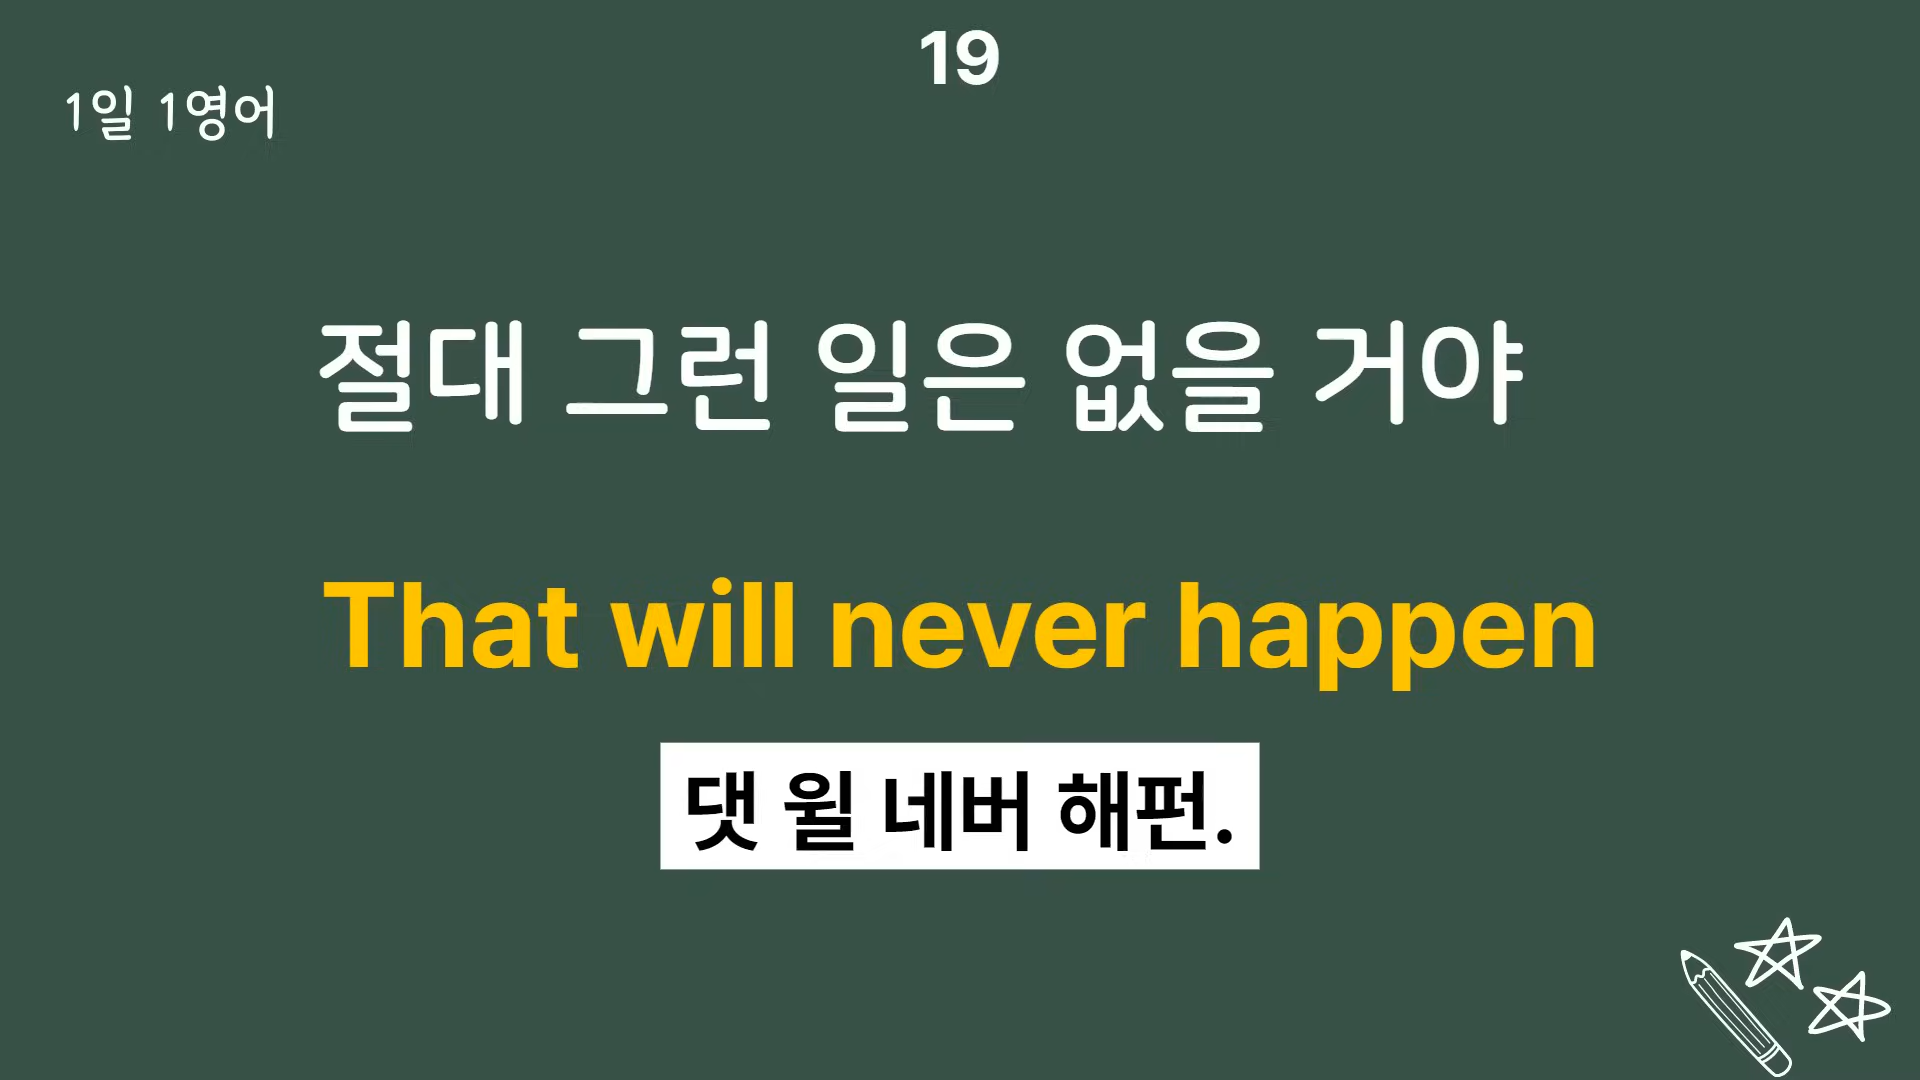 19
1일 1영어
절대 그런 일은 없을 거야
That will never happen
댓 윌 네버 해펀.